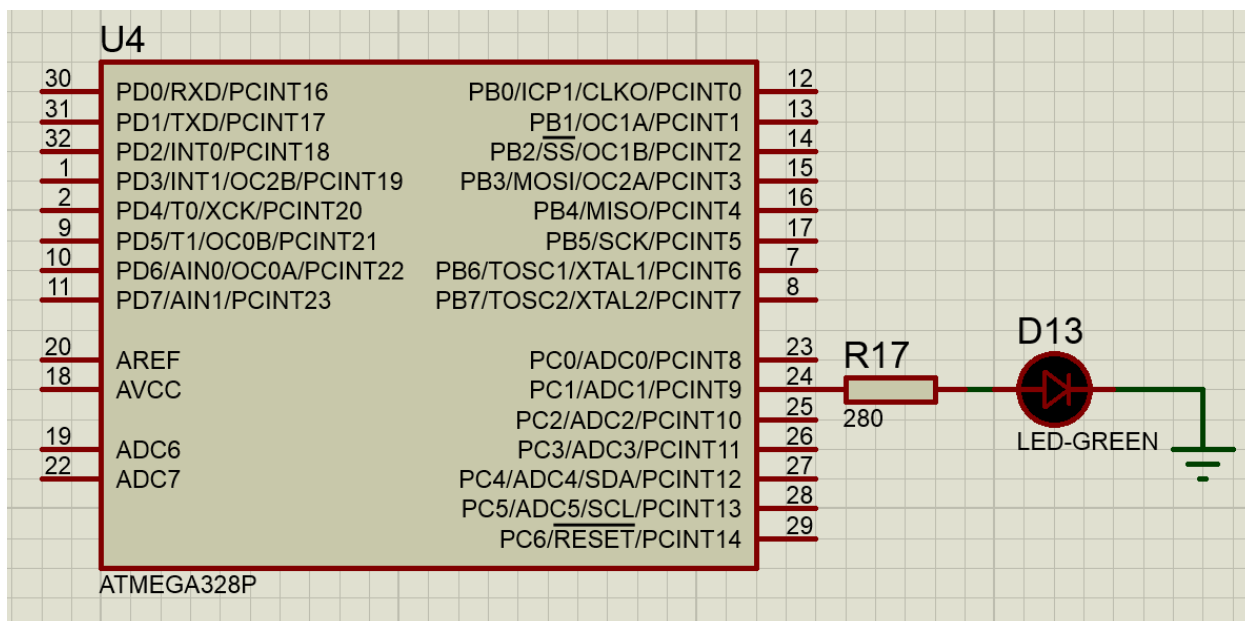 U4
30 PD0/RXD/PCINT16 PB0/ICP1/CLKO/PCINT0 12
31 PD1/TXD/PCINT17 PB1/OC1A/PCINT1 13
32 PD2/INT0/PCINT18 PB2/SS/OC1B/PCINT2 14
1 PD3/INT1/OC2B/PCINT19 PB3/MOSI/OC2A/PCINT3 15
2 PD4/T0/XCK/PCINT20 PB4/MISO/PCINT4 16
9 PD5/T1/OC0B/PCINT21 PB5/SCK/PCINT5 17
10 PD6/AIN0/OC0A/PCINT22 PB6/TOSC1/XTAL1/PCINT6 7
11 PD7/AIN1/PCINT23 PB7/TOSC2/XTAL2/PCINT7 8
D13
20 AREF PC0/ADC0/PCINT8 23 R17
18 AVCC PC1/ADC1/PCINT9 24
PC2/ADC2/PCINT10 25 280
19 ADC6 PC3/ADC3/PCINT11 26 LED-GREEN
22 ADC7 PC4/ADC4/SDA/PCINT12 27
PC5/ADC5/SCL/PCINT13 28
PC6/RESET/PCINT14 29
ATMEGA328P